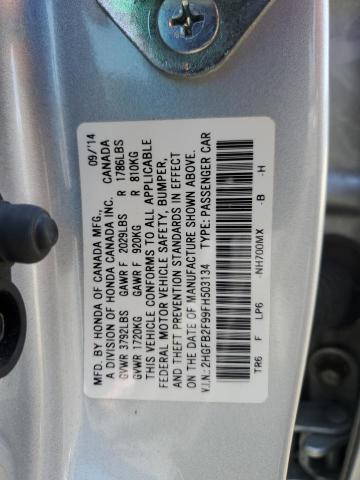 MFD. BY HONDA OF CANADA MFG., 09/14
A DIVISION OF HONDA CANADA INC. CANADA
GVWR 3792LBS GAWR F 2029LBS R 1786LBS
GVWR 1720KG GAWR F 920KG R 810KG
THIS VEHICLE CONFORMS TO ALL APPLICABLE
FEDERAL MOTOR VEHICLE SAFETY, BUMPER,
AND THEFT PREVENTION STANDARDS IN EFFECT
ON THE DATE OF MANUFACTURE SHOWN ABOVE.
V.I.N.: 2HGFB2F99FH503134 TYPE: PASSENGER CAR
TR6 F LP6 -NH700MX -B -H